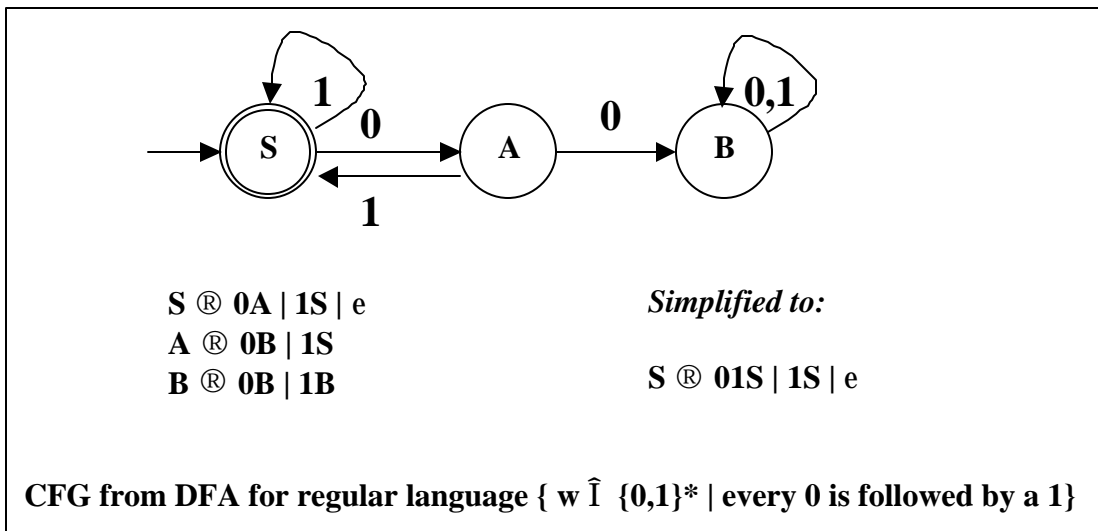 1
0
0,1
0
S
A
B
1
S ® 0A | 1S | e
A ® 0B | 1S
B ® 0B | 1B
Simplified to:
S ® 01S | 1S | e
CFG from DFA for regular language { w Î {0,1}* | every 0 is followed by a 1}